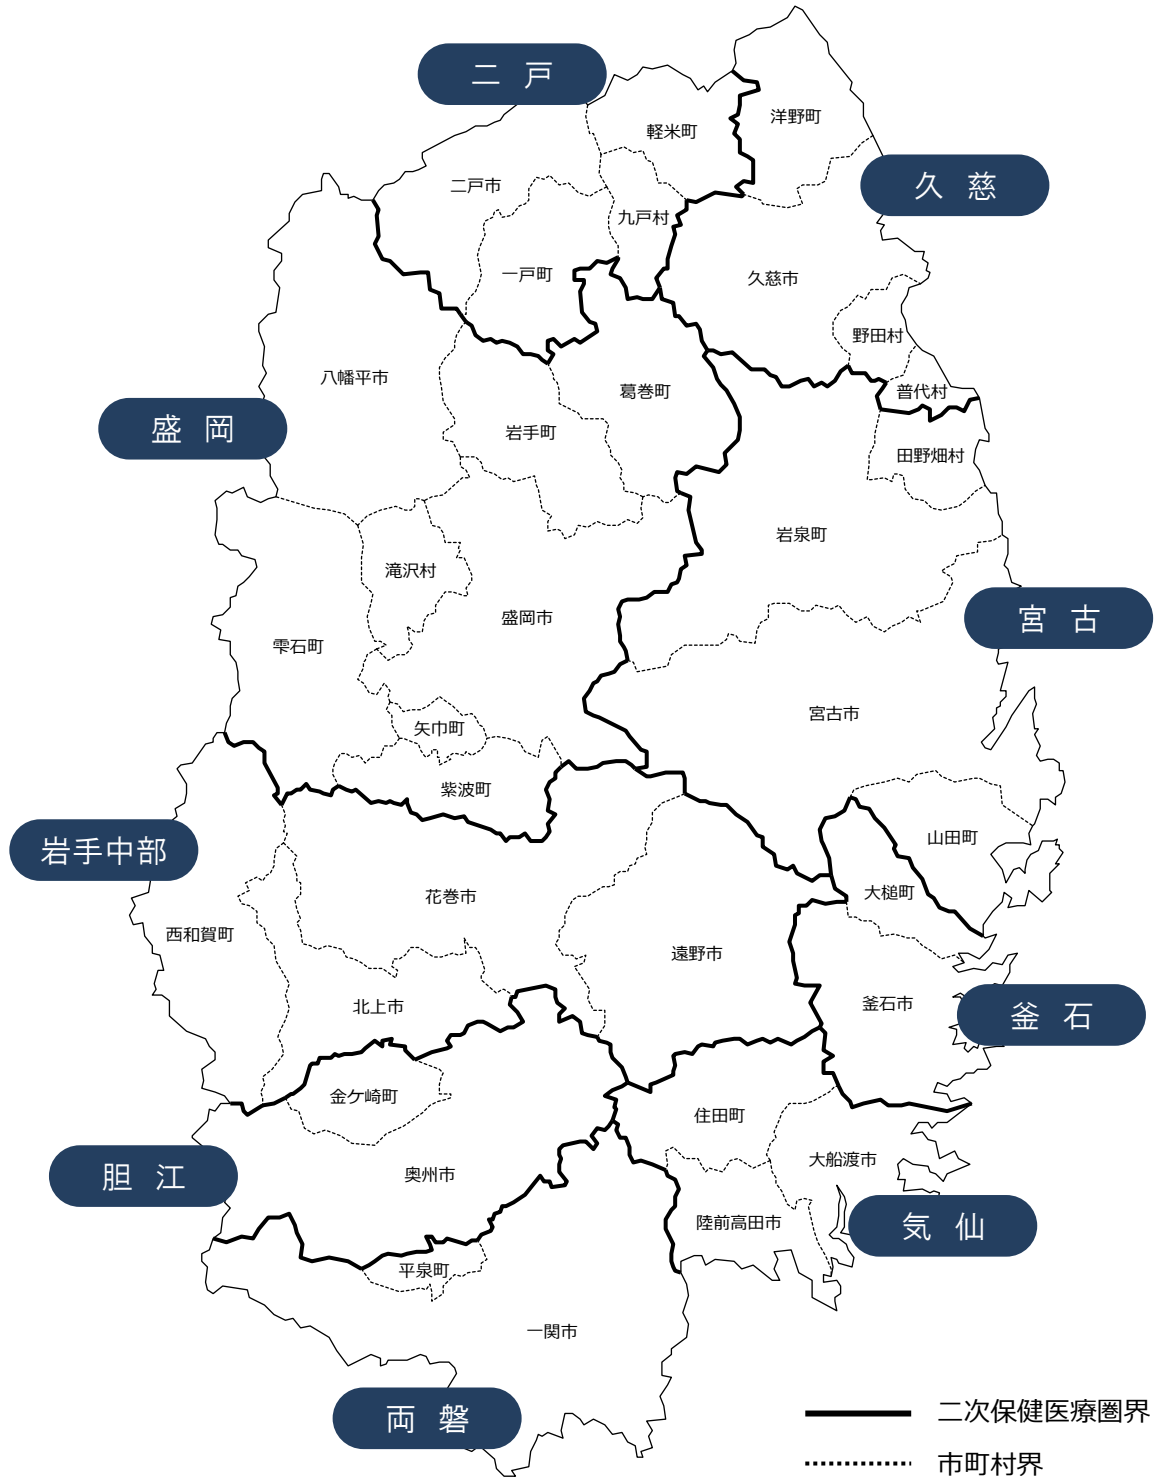 二戸
洋野町
軽米町
久慈
二戸市
九戸村
一戸町
久慈市
野田村
八幡平市
葛巻町
普代村
盛岡
岩手町
田野畑村
岩泉町
滝沢村
盛岡市
宮古
雫石町
宮古市
矢巾町
紫波町
山田町
岩手中部
花巻市
大槌町
西和賀町
遠野市
北上市
釜石市
釜石
金ケ崎町
住田町
大船渡市
胆江
奥州市
陸前高田市
気仙
平泉町
一関市
両磐
二次保健医療圏界
市町村界